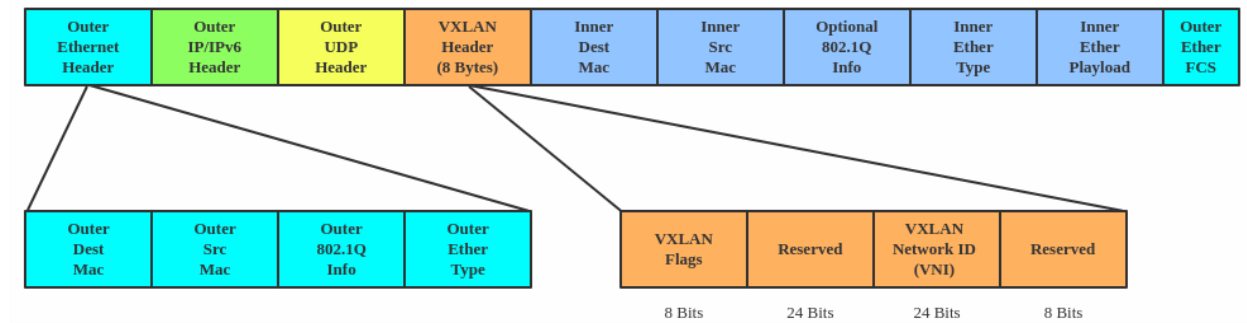 Outer
Ethernet
Header
Outer
IP/IPv6
Header
Outer
UDP
Header
VXLAN
Header
(8 Bytes)
Inner
Dest
Mac
Inner
Src
Mac
Optional
802.1Q
Info
Inner
Ether
Type
Inner
Ether
Playload
Outer
Ether
FCS
Outer
Dest
Mac
Outer
Src
Mac
Outer
802.1Q
Info
Outer
Ether
Type
VXLAN
Flags
Reserved
VXLAN
Network ID
(VNI)
Reserved
8 Bits
24 Bits
24 Bits
8 Bits